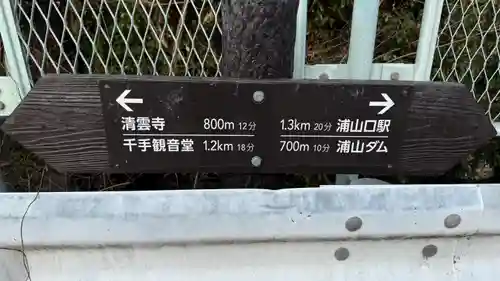 ← →
清雲寺 800m 12分 1.3km 20分 浦山口駅
千手観音堂 1.2km 18分 700m 10分 浦山ダム